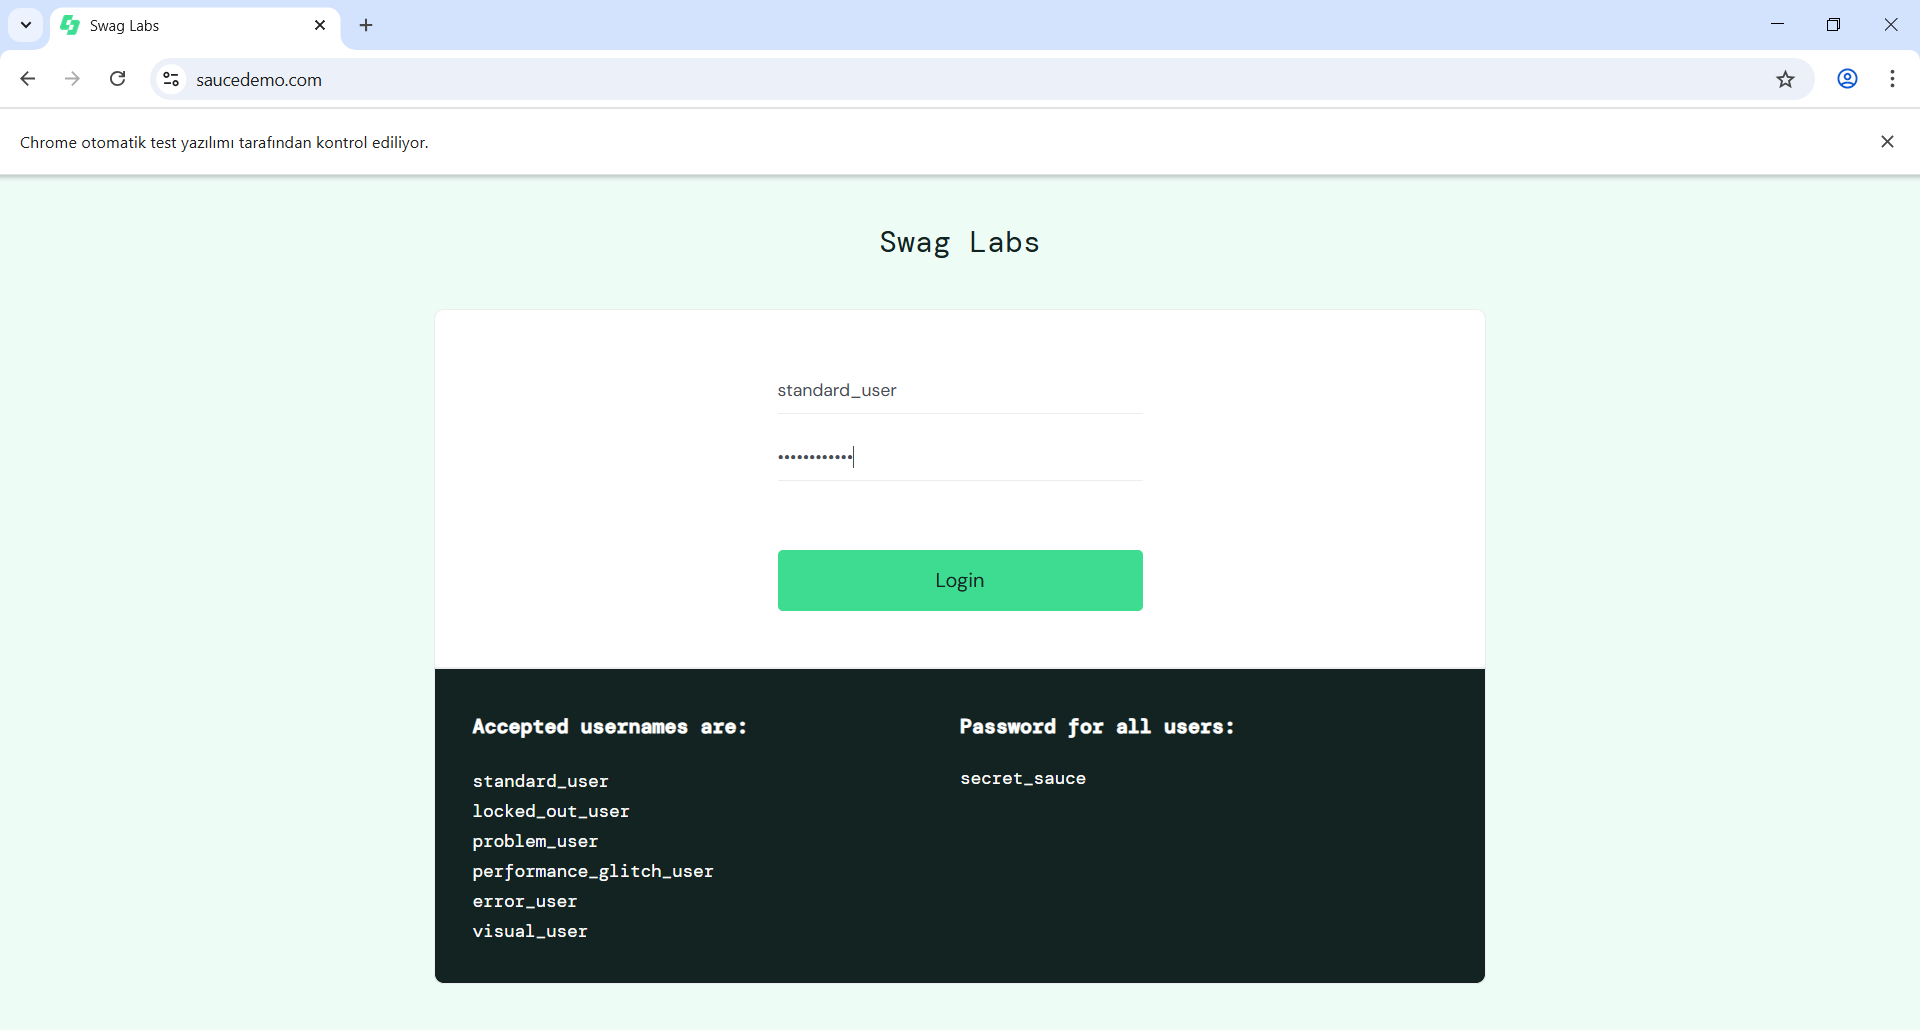 Swag Labs
saucedemo.com
Chrome otomatik test yazılımı tarafından kontrol ediliyor.
Swag Labs
standard_user
••••••••••••
Login
Accepted usernames are:
standard_user
locked_out_user
problem_user
performance_glitch_user
error_user
visual_user
Password for all users:
secret_sauce